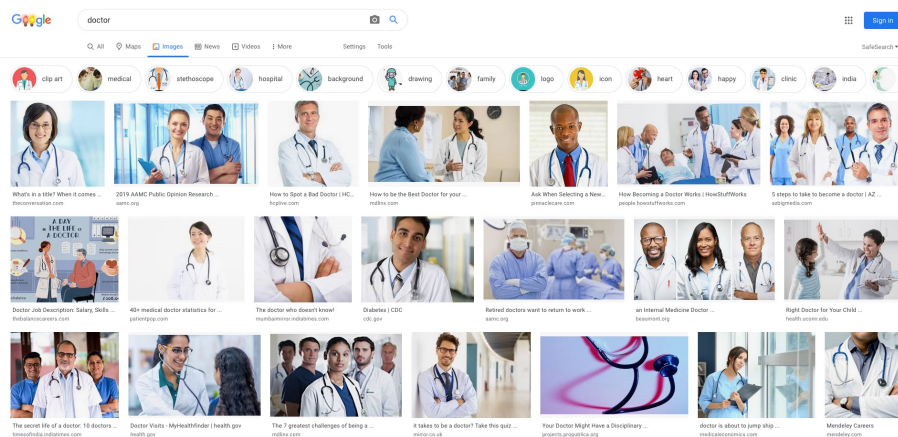 Google
doctor
Sign in
All Maps Images News Videos More
Settings Tools
SafeSearch
clip art medical stethoscope hospital background drawing family logo icon heart happy clinic india
What's in a title? When it comes ...
theconversation.com
2019 AAMC Public Opinion Research ...
aamc.org
How to Spot a Bad Doctor | HC...
hcplive.com
How to be the Best Doctor for your ...
mdlinx.com
Ask When Selecting a New...
pinnaclecare.com
How Becoming a Doctor Works | HowStuffWorks
people.howstuffworks.com
5 steps to take to become a doctor | AZ ...
azbigmedia.com
A DAY
in
THE LIFE of
A DOCTOR
Doctor Job Description: Salary, Skills ...
thebalancecareers.com
40+ medical doctor statistics for ...
patientpop.com
The doctor who doesn't know!
mumbaimirror.indiatimes.com
Diabetes | CDC
cdc.gov
Retired doctors want to return to work ...
aamc.org
an Internal Medicine Doctor ...
beaumont.org
Right Doctor for Your Child ...
health.uconn.edu
The secret life of a doctor: 10 doctors ...
timesofindia.indiatimes.com
Doctor Visits - MyHealthfinder | health.gov
health.gov
The 7 greatest challenges of being a ...
mdlinx.com
it takes to be a doctor? Take this quiz ...
mirror.co.uk
Your Doctor Might Have a Disciplinary ...
projects.propublica.org
doctor is about to jump ship ...
medicaleconomics.com
Mendeley Careers
mendeley.com